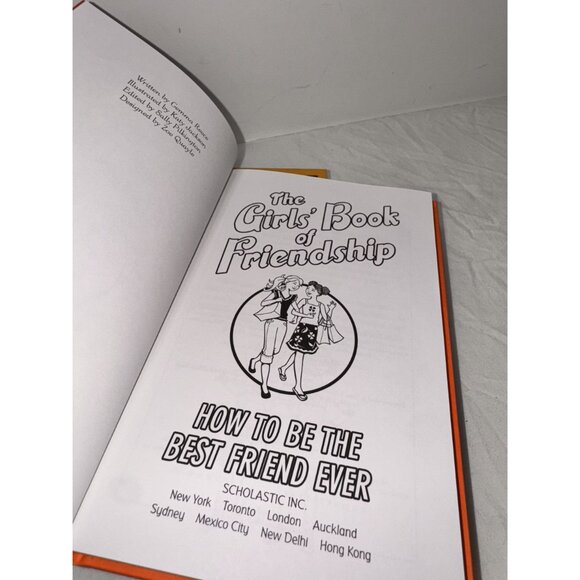 Written by Gemma Reece
Illustrated by Katy Jackson
Edited by Sally Pilkington
Designed by Zoe Quayle
The
Girls' Book
of
Friendship
HOW TO BE THE
BEST FRIEND EVER
SCHOLASTIC INC.
New York Toronto London Auckland
Sydney Mexico City New Delhi Hong Kong